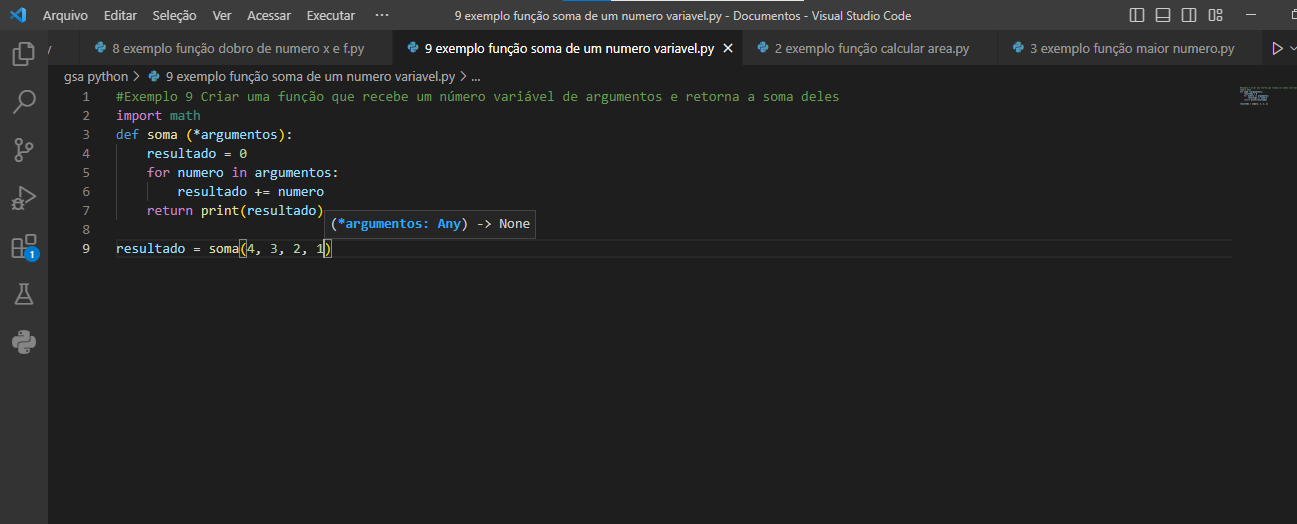 Arquivo Editar Seleção Ver Acessar Executar ··· 9 exemplo função soma de um numero variavel.py - Documentos - Visual Studio Code
8 exemplo função dobro de numero x e f.py 9 exemplo função soma de um numero variavel.py 2 exemplo função calcular area.py 3 exemplo função maior numero.py
gsa python > 9 exemplo função soma de um numero variavel.py > ...
1 #Exemplo 9 Criar uma função que recebe um número variável de argumentos e retorna a soma deles
2 import math
3 def soma (*argumentos):
4 resultado = 0
5 for numero in argumentos:
6 resultado += numero
7 return print(resultado)
(*argumentos: Any) -> None
8
9 resultado = soma(4, 3, 2, 1)
1